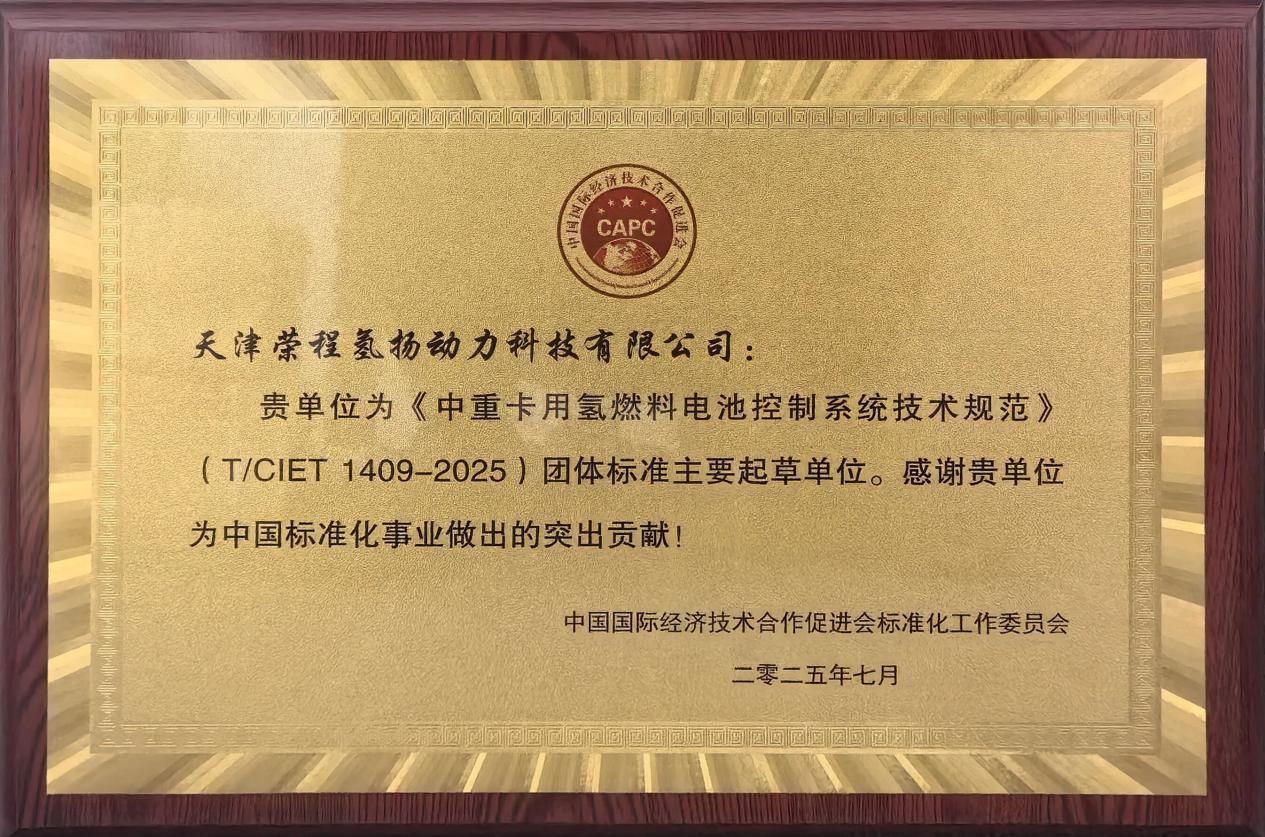 中国国际经济技术合作促进会
CAPC
天津荣程氢扬动力科技有限公司：
贵单位为《中重卡用氢燃料电池控制系统技术规范》
（T/CIET 1409-2025）团体标准主要起草单位。感谢贵单位
为中国标准化事业做出的突出贡献！
中国国际经济技术合作促进会标准化工作委员会
二零二五年七月